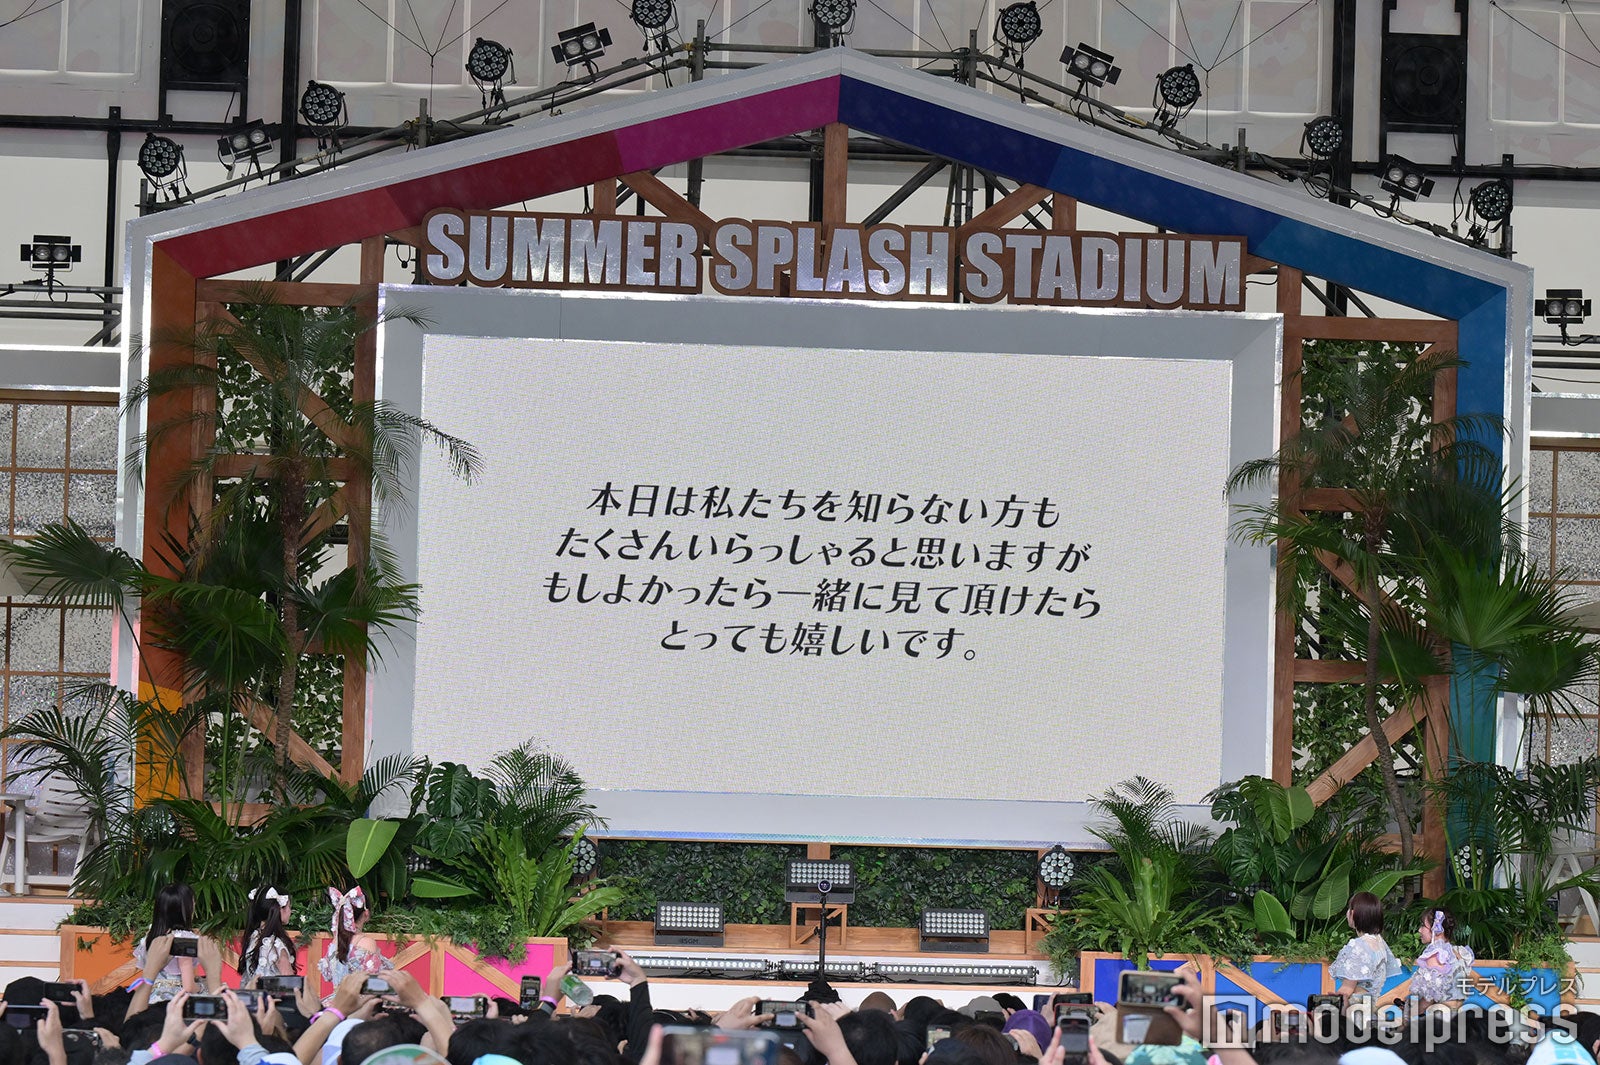 SUMMER SPLASH STADIUM
本日は私たちを知らない方も
たくさんいらっしゃると思いますが
もしよかったら一緒に見て頂けたら
とっても嬉しいです。
モデルプレス
modelpress